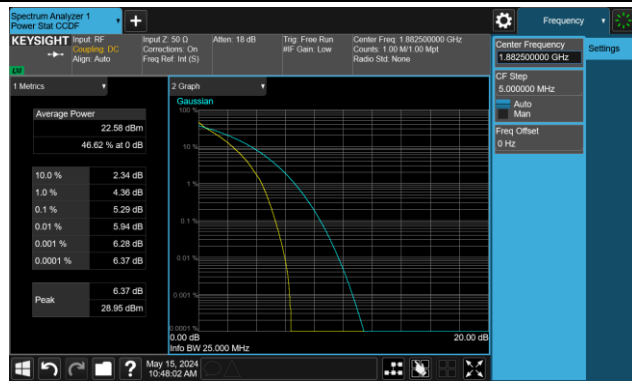 Spectrum Analyzer 1
Power Stat CCDF
Frequency
KEYSIGHT
Input: RF
Coupling: DC
Align: Auto
Input Z: 50 Ω
Corrections: On
Freq Ref: Int (S)
Atten: 18 dB
Trig: Free Run
#IF Gain: Low
Center Freq: 1.882500000 GHz
Counts: 1.00 M/1.00 Mpt
Radio Std: None
Center Frequency
1.882500000 GHz
Settings
CF Step
5.000000 MHz
Auto
Man
Freq Offset
0 Hz
1 Metrics
Average Power
22.58 dBm
46.62 % at 0 dB
10.0 % 2.34 dB
1.0 % 4.36 dB
0.1 % 5.29 dB
0.01 % 5.94 dB
0.001 % 6.28 dB
0.0001 % 6.37 dB
Peak
6.37 dB
28.95 dBm
2 Graph
Gaussian
100 %
10 %
1 %
0.1 %
0.01 %
0.001 %
0.0001 %
0.00 dB
20.00 dB
Info BW 25.000 MHz
?
May 15, 2024
10:48:02 AM